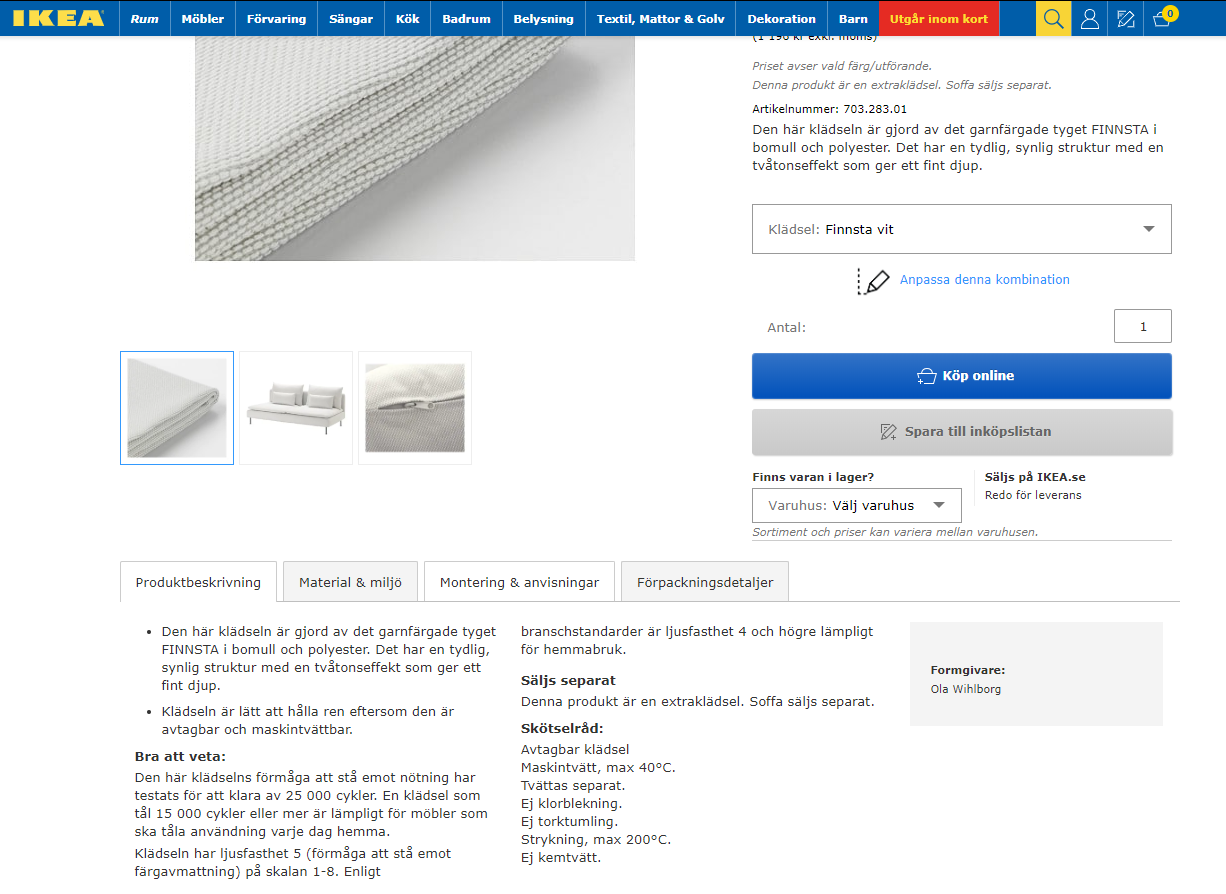 IKEA
Rum
Möbler
Förvaring
Sängar
Kök
Badrum
Belysning
Textil, Mattor & Golv
Dekoration
Barn
Utgår inom kort
0
(1 196 kr exkl. moms)
Priset avser vald färg/utförande.
Denna produkt är en extraklädsel. Soffa säljs separat.
Artikelnummer: 703.283.01
Den här klädseln är gjord av det garnfärgade tyget FINNSTA i
bomull och polyester. Det har en tydlig, synlig struktur med en
tvåtonseffekt som ger ett fint djup.
Klädsel: Finnsta vit
Anpassa denna kombination
Antal: 1
Köp online
Spara till inköpslistan
Finns varan i lager?
Varuhus: Välj varuhus
Säljs på IKEA.se
Redo för leverans
Sortiment och priser kan variera mellan varuhusen.
Produktbeskrivning
Material & miljö
Montering & anvisningar
Förpackningsdetaljer
Den här klädseln är gjord av det garnfärgade tyget
FINNSTA i bomull och polyester. Det har en tydlig,
synlig struktur med en tvåtonseffekt som ger ett
fint djup.
Klädseln är lätt att hålla ren eftersom den är
avtagbar och maskintvättbar.
Bra att veta:
Den här klädselns förmåga att stå emot nötning har
testats för att klara av 25 000 cykler. En klädsel som
tål 15 000 cykler eller mer är lämpligt för möbler som
ska tåla användning varje dag hemma.
Klädseln har ljusfasthet 5 (förmåga att stå emot
färgavmattning) på skalan 1-8. Enligt
branschstandarder är ljusfasthet 4 och högre lämpligt
för hemmabruk.
Säljs separat
Denna produkt är en extraklädsel. Soffa säljs separat.
Skötselråd:
Avtagbar klädsel
Maskintvätt, max 40°C.
Tvättas separat.
Ej klorblekning.
Ej torktumling.
Strykning, max 200°C.
Ej kemtvätt.
Formgivare:
Ola Wihlborg